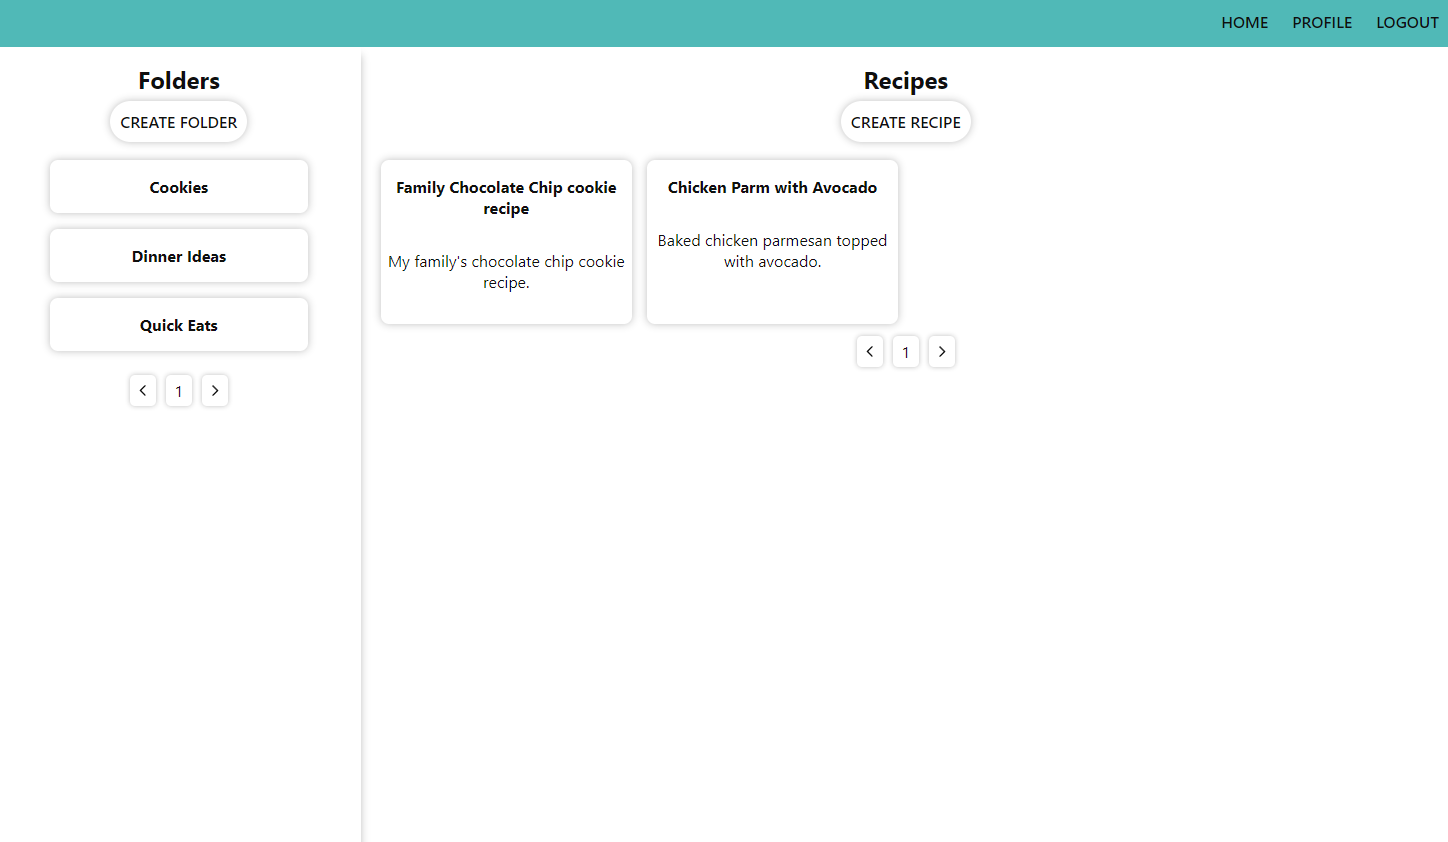 HOME PROFILE LOGOUT
Folders
CREATE FOLDER
Cookies
Dinner Ideas
Quick Eats
1
Recipes
CREATE RECIPE
Family Chocolate Chip cookie
recipe
My family's chocolate chip cookie
recipe.
Chicken Parm with Avocado
Baked chicken parmesan topped
with avocado.
1